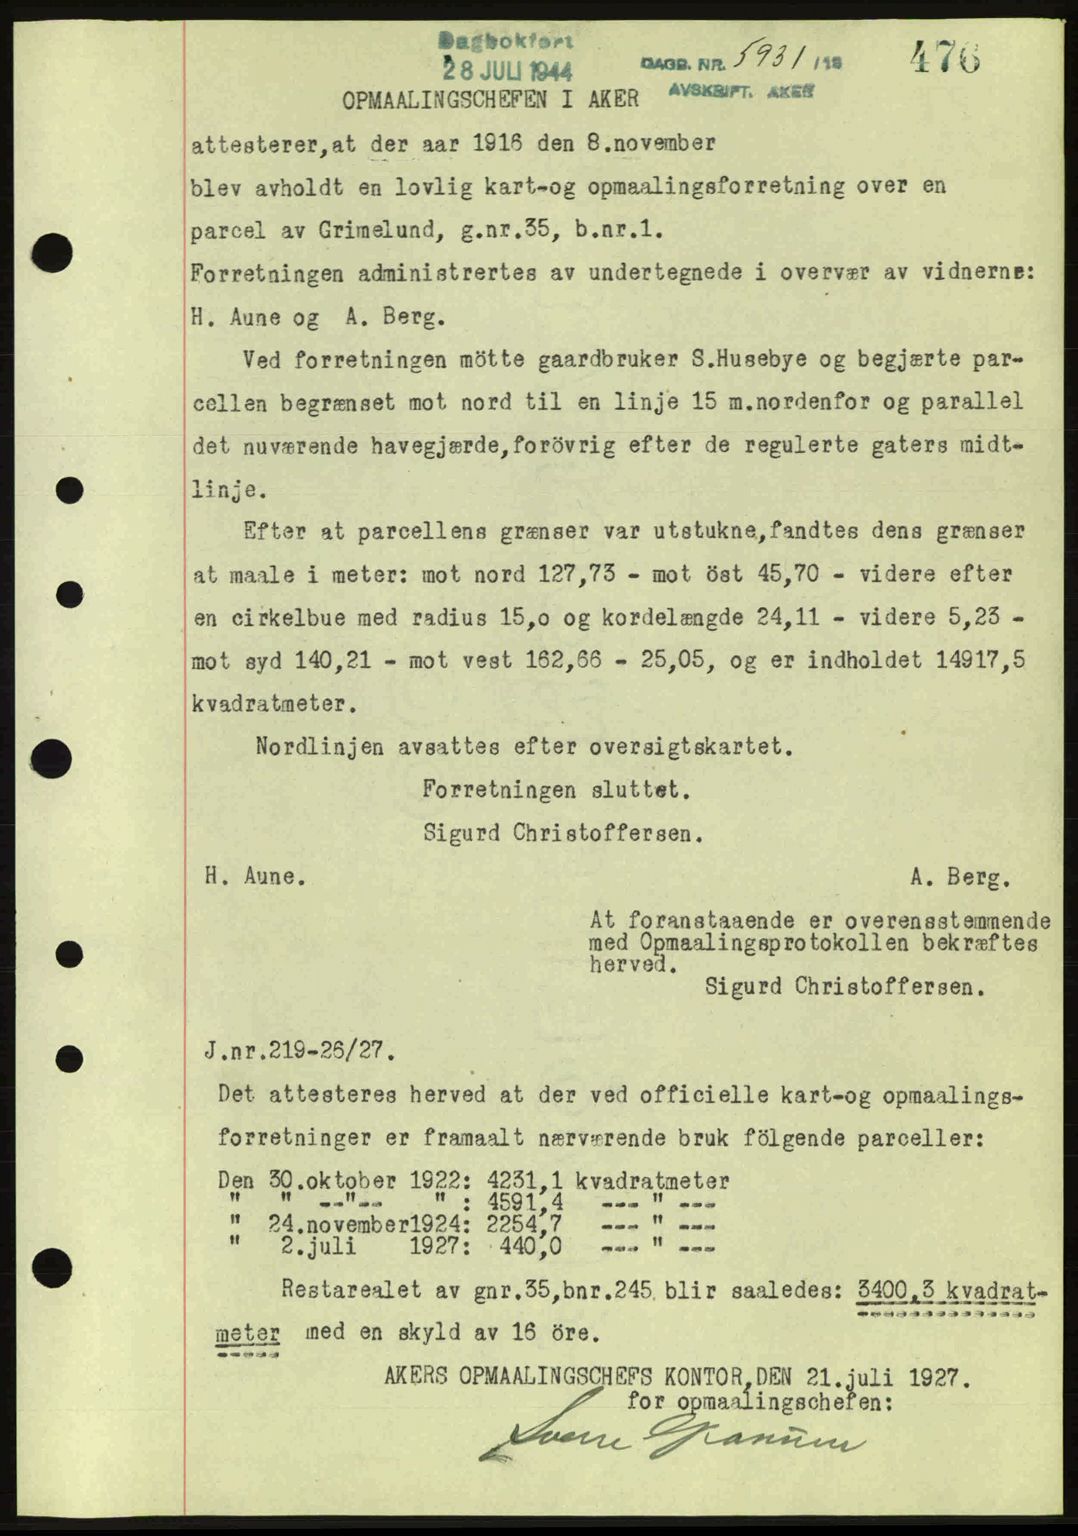 Dagbokført
28 JULI 1944
DAGB. NR. 5931/18
AVSKRIFT. AKER
476
OPMAALINGSCHEFEN I AKER
attesterer,at der aar 1916 den 8.november
blev avholdt en lovlig kart-og opmaalingsforretning over en
parcel av Grimelund, g.nr.35, b.nr.1.
Forretningen administrertes av undertegnede i overvær av vidnerne:
H. Aune og A. Berg.
Ved forretningen mötte gaardbruker S.Husebye og begjærte par-
cellen begrænset mot nord til en linje 15 m.nordenfor og parallel
det nuværende havegjærde,forövrig efter de regulerte gaters midt-
linje.
Efter at parcellens grænser var utstukne,fandtes dens grænser
at maale i meter: mot nord 127,73 - mot öst 45,70 - videre efter
en cirkelbue med radius 15,o og kordelængde 24,11 - videre 5,23 -
mot syd 140,21 - mot vest 162,66 - 25,05, og er indholdet 14917,5
kvadratmeter.
Nordlinjen avsattes efter oversigtskartet.
Forretningen sluttet.
Sigurd Christoffersen.
H. Aune. A. Berg.
At foranstaaende er overensstemmende
med Opmaalingsprotokollen bekræftes
herved.
Sigurd Christoffersen.
J.nr.219-26/27.
Det attesteres herved at der ved officielle kart-og opmaalings-
forretninger er framaalt nærværende bruk fölgende parceller:
Den 30.oktober 1922: 4231,1 kvadratmeter
" " --"-- " : 4591,4 --- " ---
" 24.november1924: 2254,7 --- " ---
" 2.juli 1927: 440,0 --- " ---
Restarealet av gnr.35,bnr.245 blir saaledes: 3400,3 kvadrat-
meter med en skyld av 16 öre.
AKERS OPMAALINGSCHEFS KONTOR,DEN 21.juli 1927.
for opmaalingschefen:
Sverre